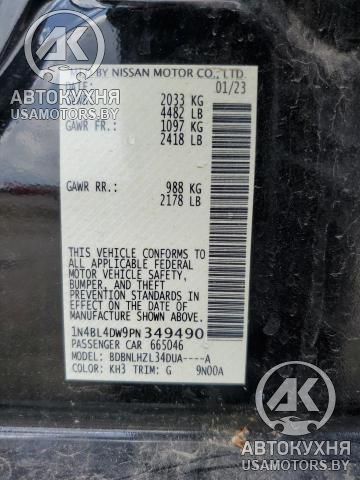 АВТОКУХНЯ
USAMOTORS.BY
BY NISSAN MOTOR CO., LTD.
01/23
2033 KG
4482 LB
GAWR FR.: 1097 KG
2418 LB
GAWR RR.: 988 KG
2178 LB
THIS VEHICLE CONFORMS TO
ALL APPLICABLE FEDERAL
MOTOR VEHICLE SAFETY,
BUMPER, AND THEFT
PREVENTION STANDARDS IN
EFFECT ON THE DATE OF
MANUFACTURE SHOWN ABOVE.
1N4BL4DW9PN349490
PASSENGER CAR 665046
MODEL: BDBNLHZL34DUA----A
COLOR: KH3 TRIM: G 9N00A
АК
АВТОКУХНЯ
USAMOTORS.BY